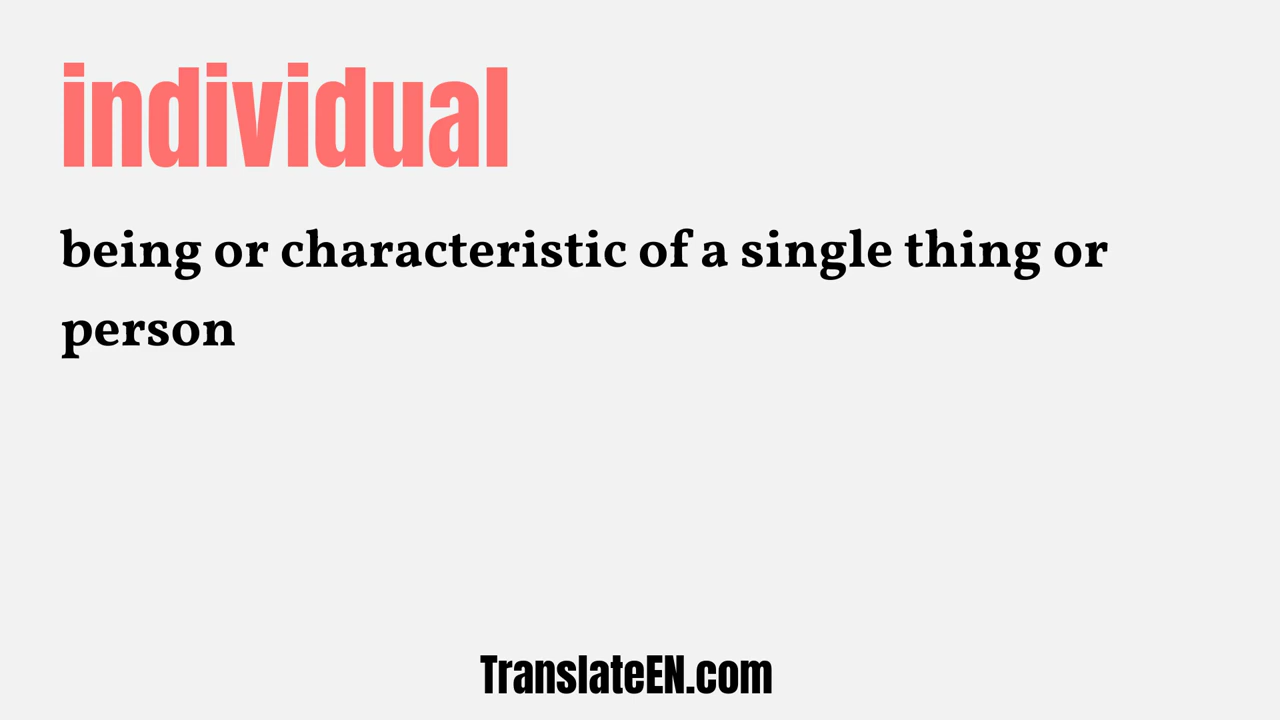 individual
being or characteristic of a single thing or
person
TranslateEN.com